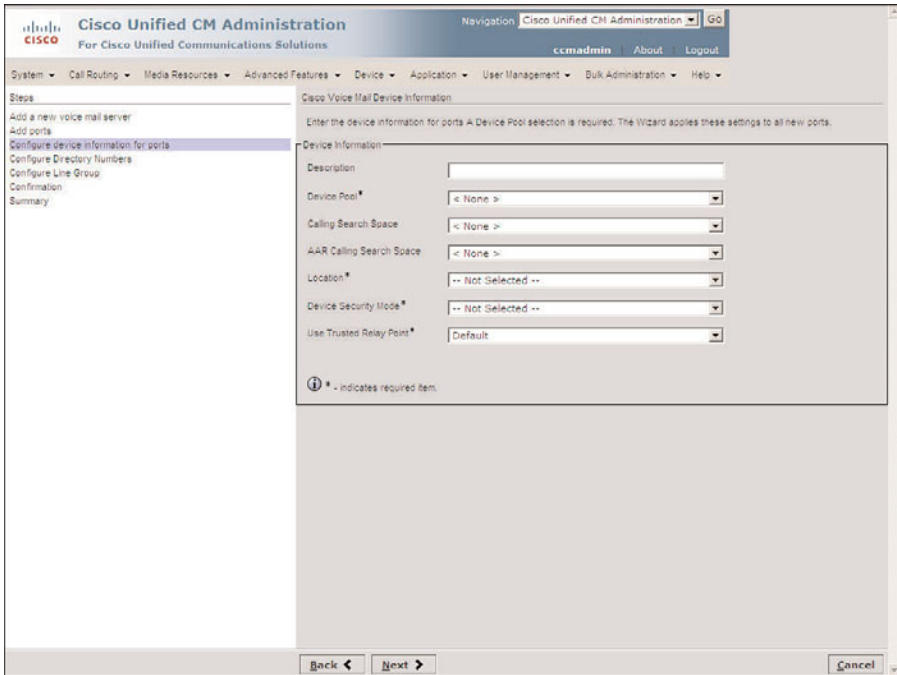 CISCO
Cisco Unified CM Administration
For Cisco Unified Communications Solutions
Navigation Cisco Unified CM Administration Go
ccmadmin About Logout
System Call Routing Media Resources Advanced Features Device Application User Management Bulk Administration Help
Steps
Add a new voice mail server
Add ports
Configure device information for ports
Configure Directory Numbers
Configure Line Group
Confirmation
Summary
Cisco Voice Mail Device Information
Enter the device information for ports A Device Pool selection is required. The Wizard applies these settings to all new ports.
Device Information
Description
Device Pool* < None >
Calling Search Space < None >
AAR Calling Search Space < None >
Location* -- Not Selected --
Device Security Mode* -- Not Selected --
Use Trusted Relay Point* Default
i * - indicates required item.
Back Next Cancel